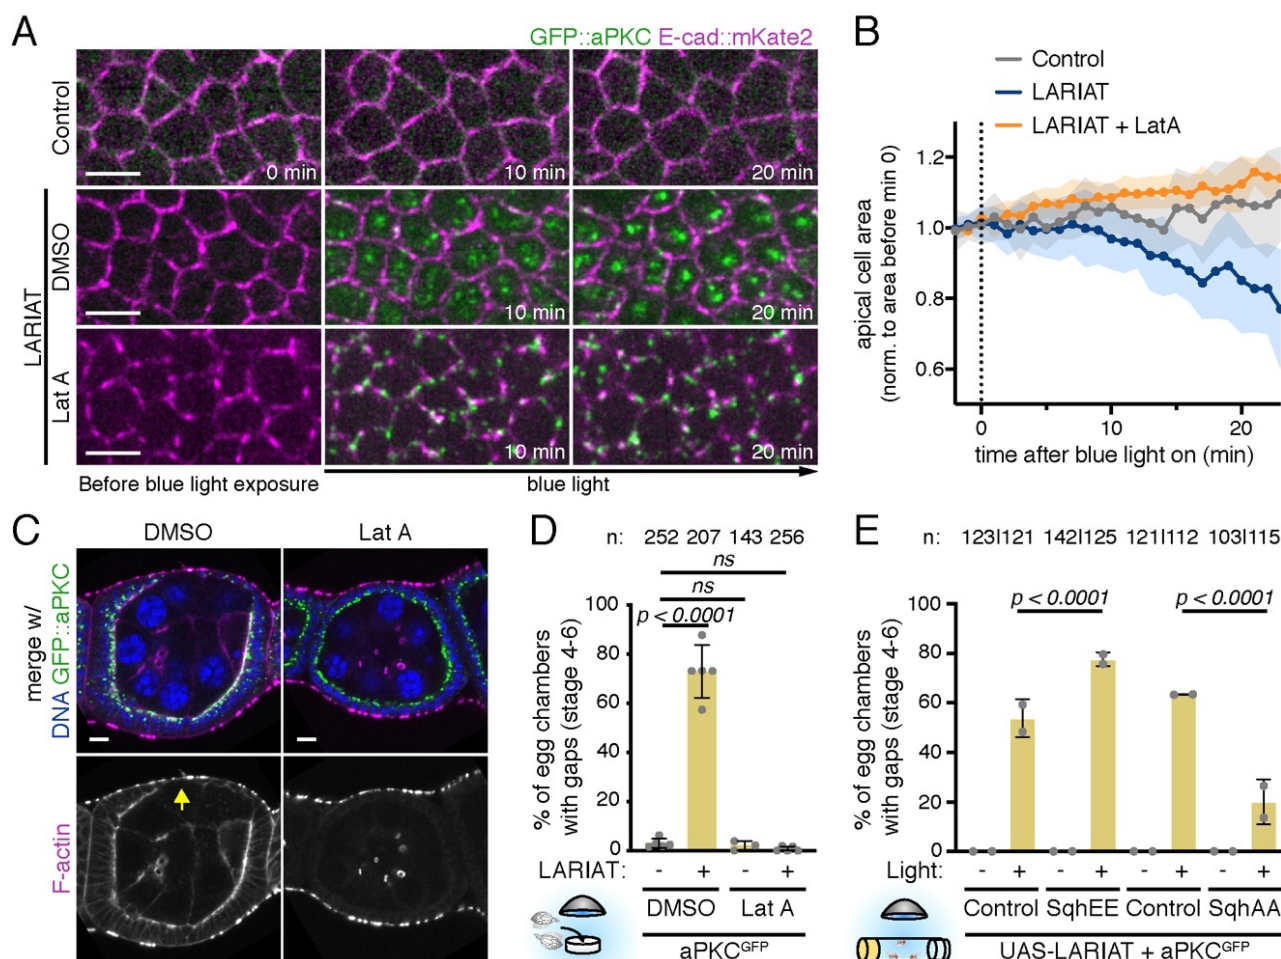 A
GFP::aPKC E-cad::mKate2
Control
0 min
10 min
20 min
LARIAT
DMSO
10 min
20 min
Lat A
10 min
20 min
Before blue light exposure
blue light
B
Control
LARIAT
LARIAT + LatA
apical cell area
(norm. to area before min 0)
1.2
1.0
0.8
0.6
0
10
20
time after blue light on (min)
C
DMSO
Lat A
merge w/
DNA GFP::aPKC
F-actin
D
n: 252 207 143 256
ns
ns
p < 0.0001
% of egg chambers
with gaps (stage 4-6)
100
80
60
40
20
0
LARIAT: - + - +
DMSO Lat A
aPKCGFP
E
n: 123|121 142|125 121|112 103|115
p < 0.0001
p < 0.0001
% of egg chambers
with gaps (stage 4-6)
100
80
60
40
20
0
Light: - + - + - + - +
Control SqhEE Control SqhAA
UAS-LARIAT + aPKCGFP